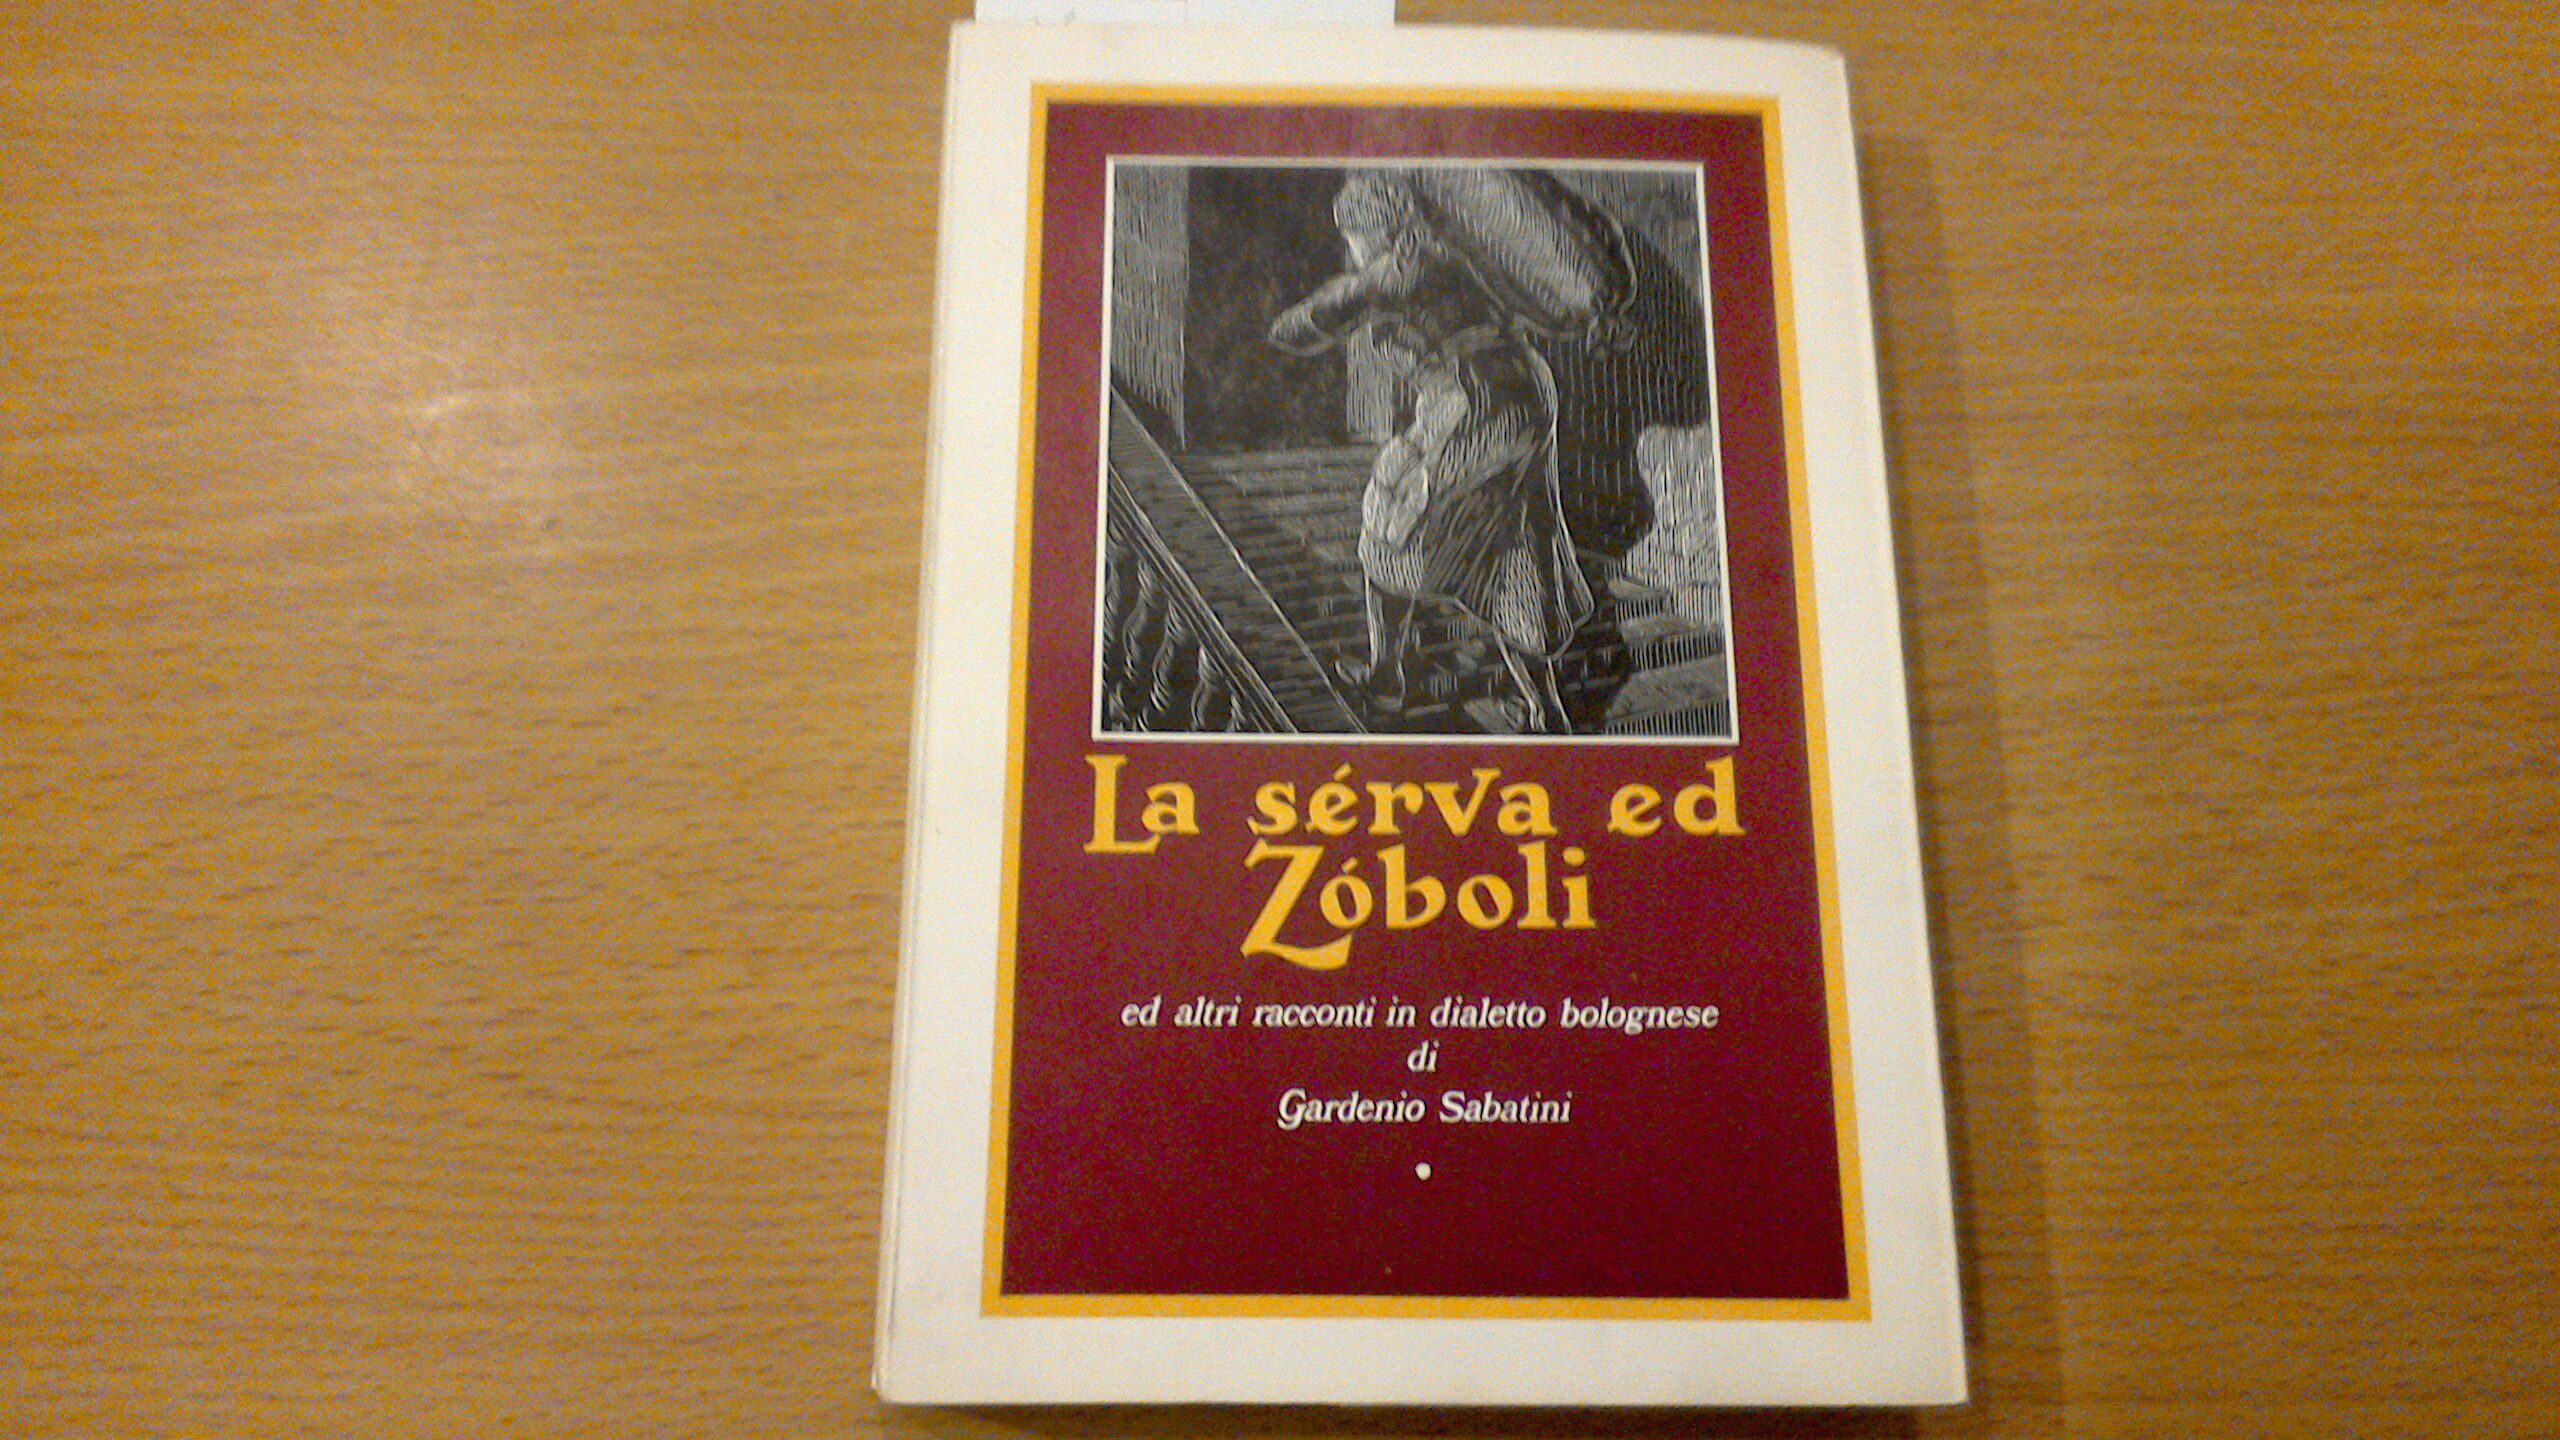 La sérva ed
Zóboli
ed altri racconti in dialetto bolognese
di
Gardenio Sabatini